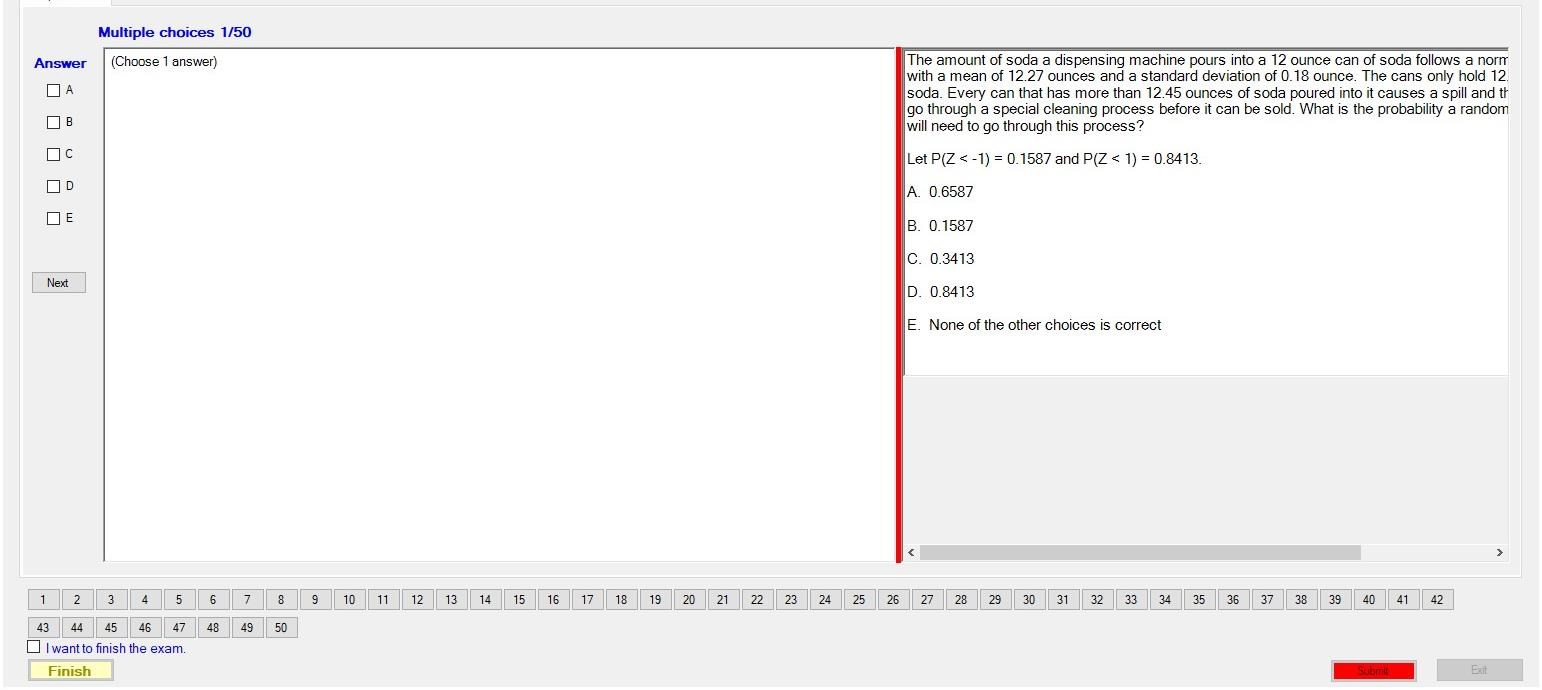 Multiple choices 1/50
Answer
(Choose 1 answer)
A
B
C
D
E
Next
The amount of soda a dispensing machine pours into a 12 ounce can of soda follows a norm
with a mean of 12.27 ounces and a standard deviation of 0.18 ounce. The cans only hold 12.
soda. Every can that has more than 12.45 ounces of soda poured into it causes a spill and th
go through a special cleaning process before it can be sold. What is the probability a random
will need to go through this process?
Let P(Z < -1) = 0.1587 and P(Z < 1) = 0.8413.
A. 0.6587
B. 0.1587
C. 0.3413
D. 0.8413
E. None of the other choices is correct
1 2 3 4 5 6 7 8 9 10 11 12 13 14 15 16 17 18 19 20 21 22 23 24 25 26 27 28 29 30 31 32 33 34 35 36 37 38 39 40 41 42
43 44 45 46 47 48 49 50
I want to finish the exam.
Finish
Submit
Exit